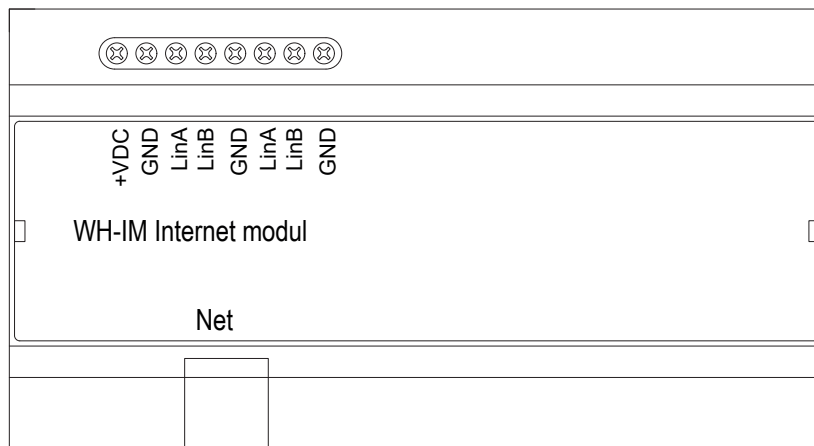 +VDC
GND
LinA
LinB
GND
LinA
LinB
GND
WH-IM Internet modul
Net